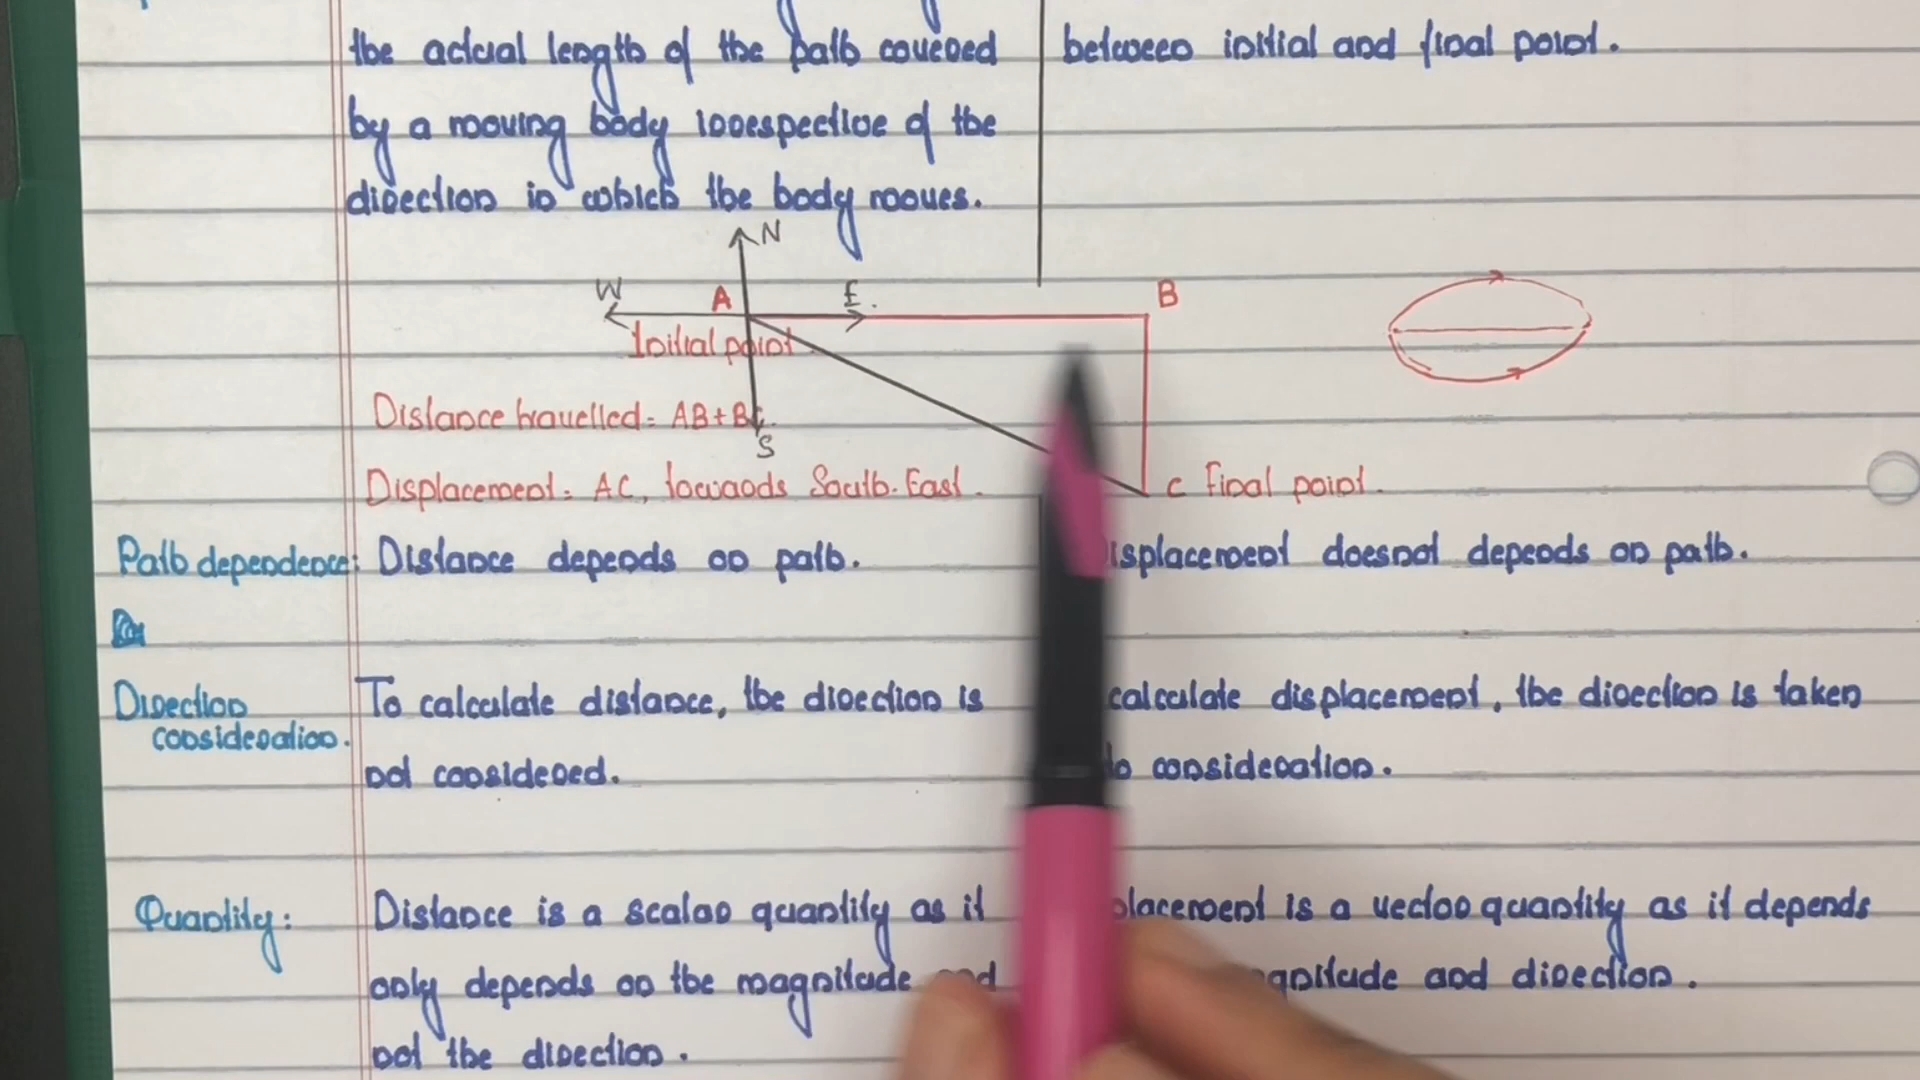 the actual length of the path covered
between initial and final point.
by a moving body irrespective of the
direction in which the body moves.
N
W A E. B
Initial point
Distance travelled = AB + BC.
S
Displacement = AC, towards South-East.
C final point.
Path dependence: Distance depends on path.
isplacement doesnot depends on path.
Direction
consideration.
To calculate distance, the direction is
not considered.
calculate displacement, the direction is taken
to consideration.
Quantity:
Distance is a scalar quantity as it
only depends on the magnitude and
not the direction.
placement is a vector quantity as it depends
gnitude and direction.